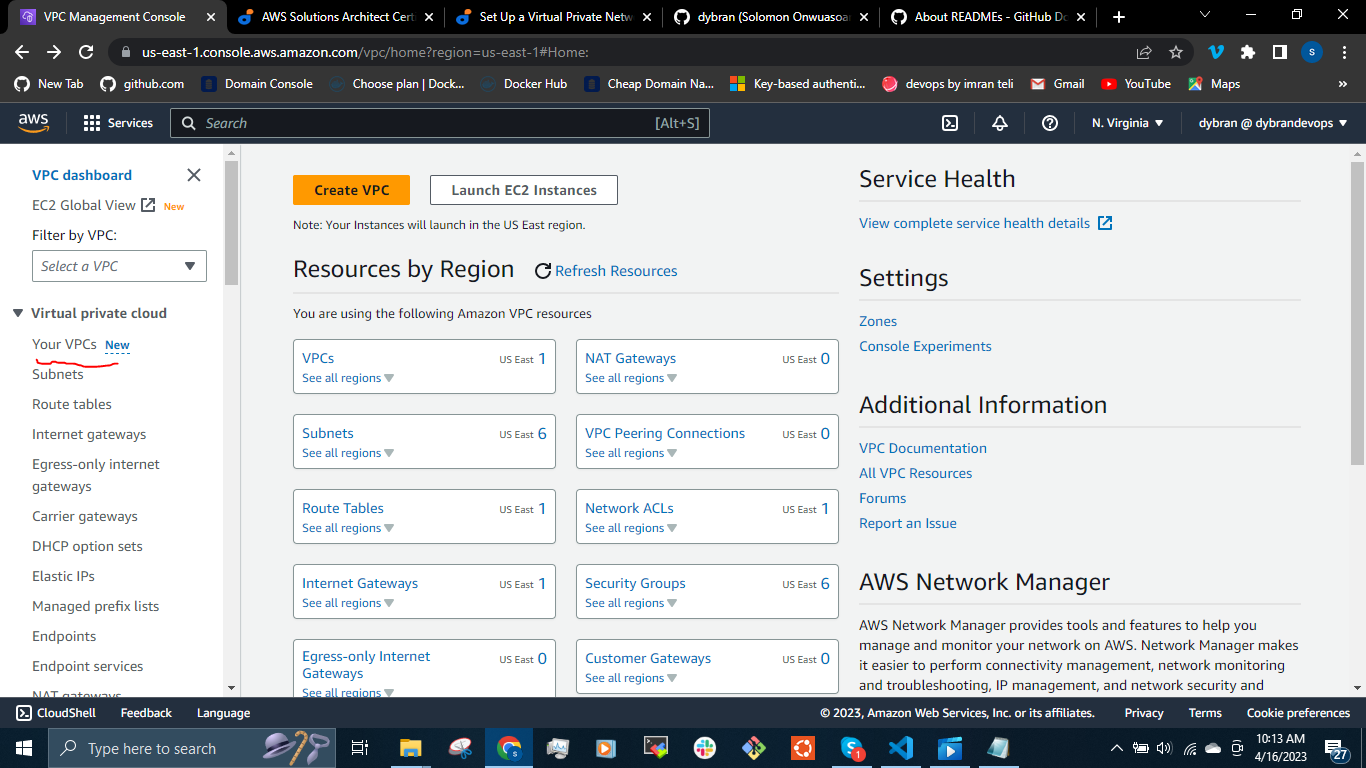 VPC Management Console
AWS Solutions Architect Cert
Set Up a Virtual Private Netw
dybran (Solomon Onwuasoa
About READMEs - GitHub Do
us-east-1.console.aws.amazon.com/vpc/home?region=us-east-1#Home:
s
New Tab
github.com
Domain Console
Choose plan | Dock...
Docker Hub
Cheap Domain Na...
Key-based authenti...
devops by imran teli
Gmail
YouTube
Maps
»
aws
Services
Search
[Alt+S]
N. Virginia
dybran @ dybrandevops
VPC dashboard
EC2 Global View
New
Filter by VPC:
Select a VPC
Virtual private cloud
Your VPCs New
Subnets
Route tables
Internet gateways
Egress-only internet
gateways
Carrier gateways
DHCP option sets
Elastic IPs
Managed prefix lists
Endpoints
Endpoint services
NAT gateways
Create VPC
Launch EC2 Instances
Note: Your Instances will launch in the US East region.
Resources by Region
Refresh Resources
You are using the following Amazon VPC resources
VPCs
US East 1
See all regions
NAT Gateways
US East 0
See all regions
Subnets
US East 6
See all regions
VPC Peering Connections
US East 0
See all regions
Route Tables
US East 1
See all regions
Network ACLs
US East 1
See all regions
Internet Gateways
US East 1
See all regions
Security Groups
US East 6
See all regions
Egress-only Internet
Gateways
US East 0
See all regions
Customer Gateways
US East 0
See all regions
Service Health
View complete service health details
Settings
Zones
Console Experiments
Additional Information
VPC Documentation
All VPC Resources
Forums
Report an Issue
AWS Network Manager
AWS Network Manager provides tools and features to help you
manage and monitor your network on AWS. Network Manager makes
it easier to perform connectivity management, network monitoring
and troubleshooting, IP management, and network security and
CloudShell
Feedback
Language
© 2023, Amazon Web Services, Inc. or its affiliates.
Privacy
Terms
Cookie preferences
Type here to search
1
10:13 AM
4/16/2023
27